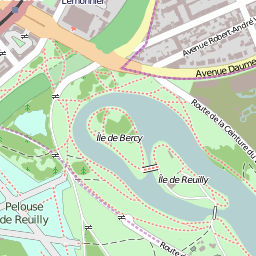 Lemonnier
Avenue Robert-André
Avenue Daume
Route de la Ceinture du
Île de Bercy
Île de Reuilly
Pelouse
de Reuilly
Route